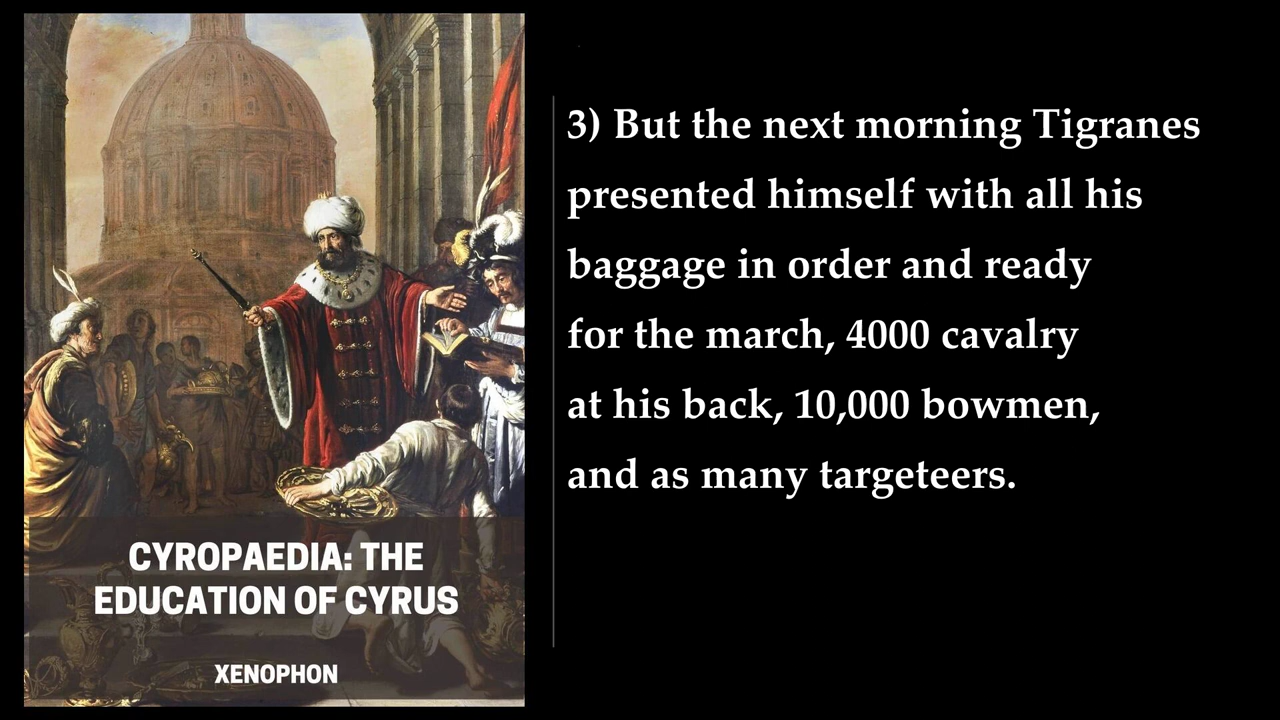 3) But the next morning Tigranes
presented himself with all his
baggage in order and ready
for the march, 4000 cavalry
at his back, 10,000 bowmen,
and as many targeteers.
CYROPAEDIA: THE
EDUCATION OF CYRUS
XENOPHON